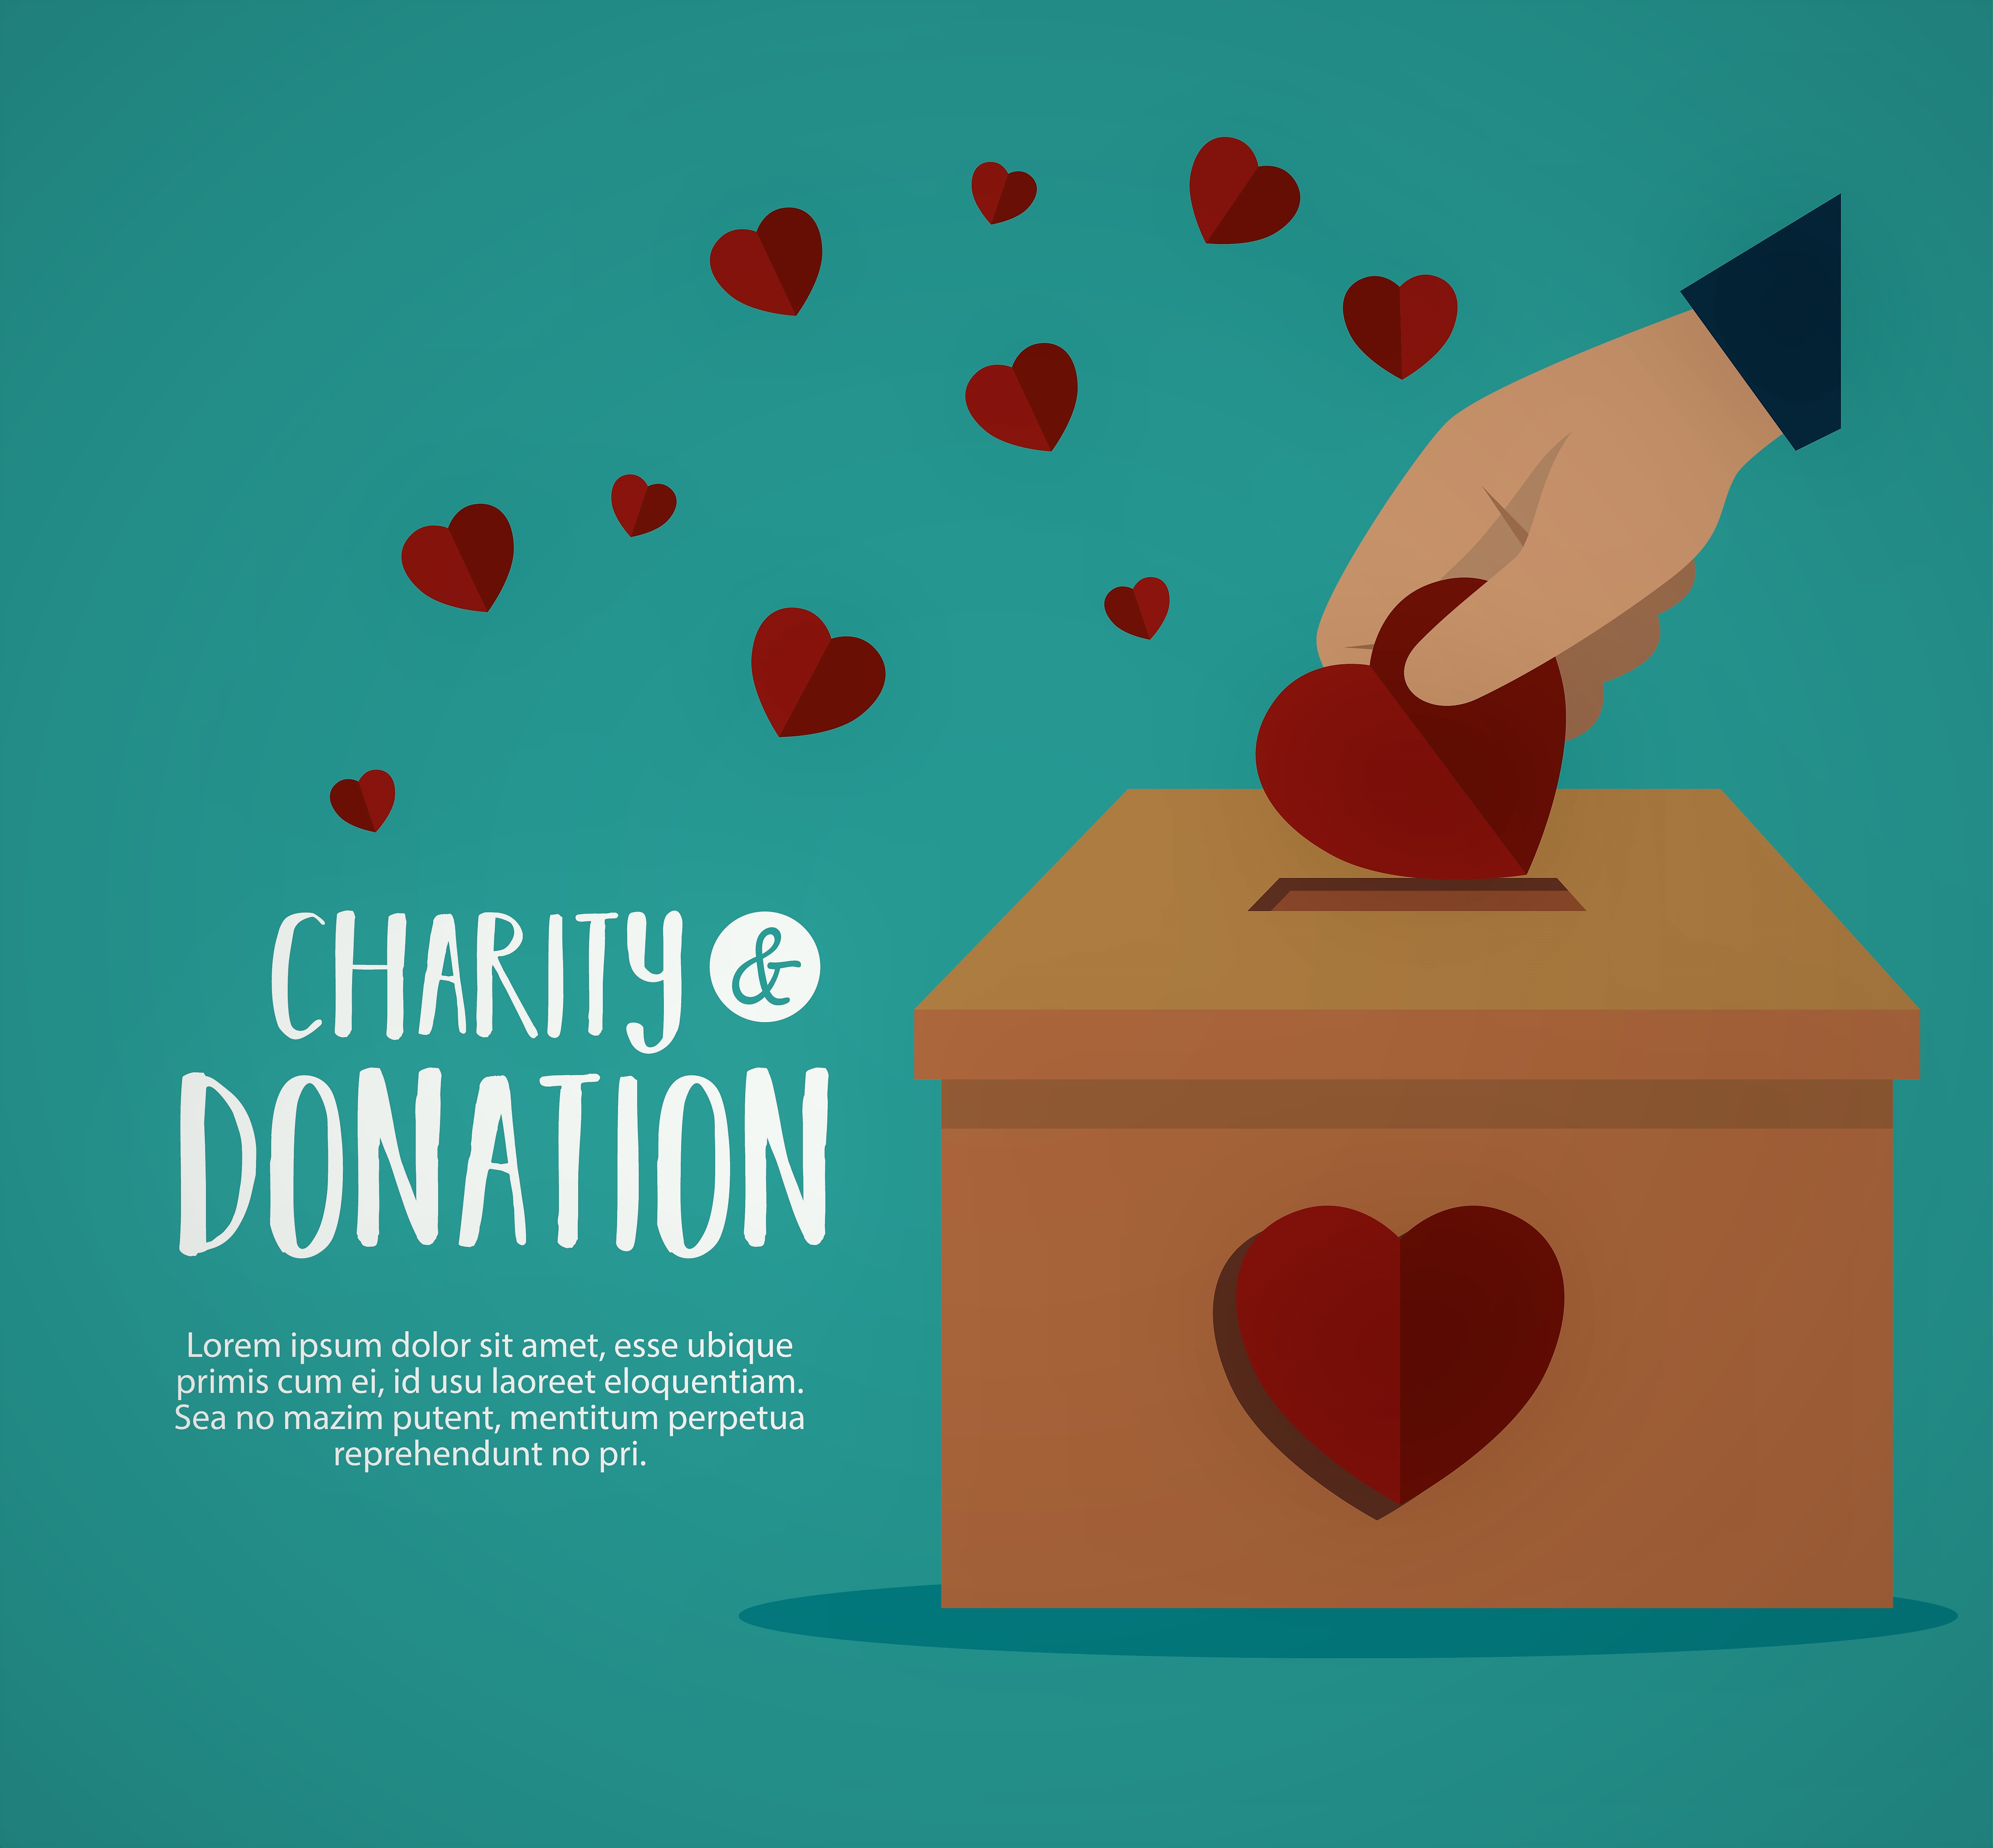 CHARITY &
DONATION
Lorem ipsum dolor sit amet, esse ubique
primis cum ei, id usu laoreet eloquentiam.
Sea no mazim putent, mentitum perpetua
reprehendunt no pri.